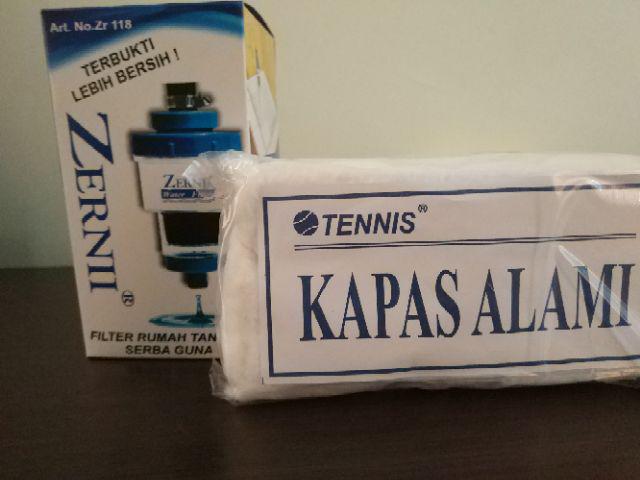 Art. No.Zr 118
TERBUKTI
LEBIH BERSIH !
ZERNII
®
ZERNII
Water
FILTER RUMAH TAN
SERBA GUNA
TENNIS®
KAPAS ALAMI